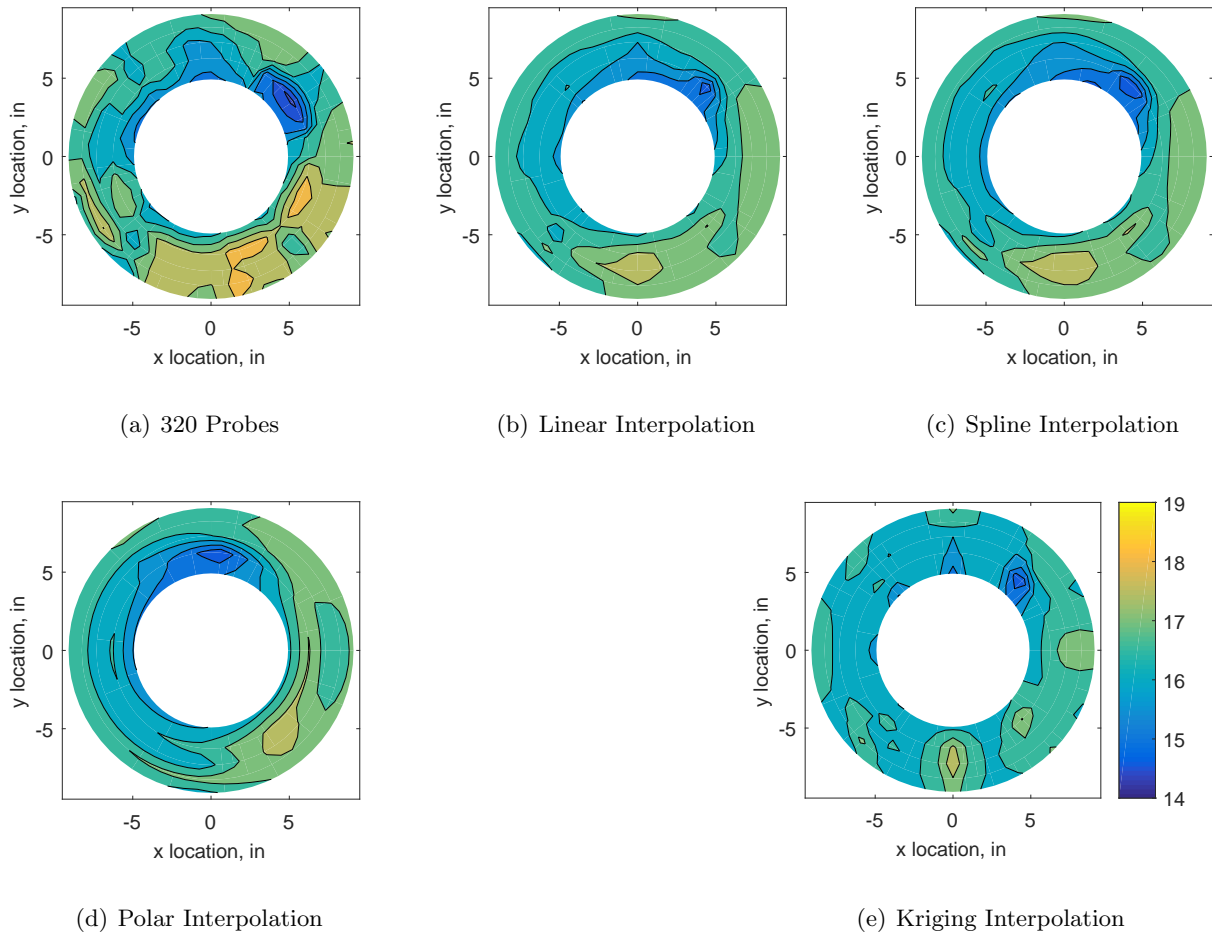 y location, in
5
0
-5
-5 0 5
x location, in
(a) 320 Probes
y location, in
5
0
-5
-5 0 5
x location, in
(b) Linear Interpolation
y location, in
5
0
-5
-5 0 5
x location, in
(c) Spline Interpolation
y location, in
5
0
-5
-5 0 5
x location, in
(d) Polar Interpolation
y location, in
5
0
-5
-5 0 5
x location, in
19
18
17
16
15
14
(e) Kriging Interpolation